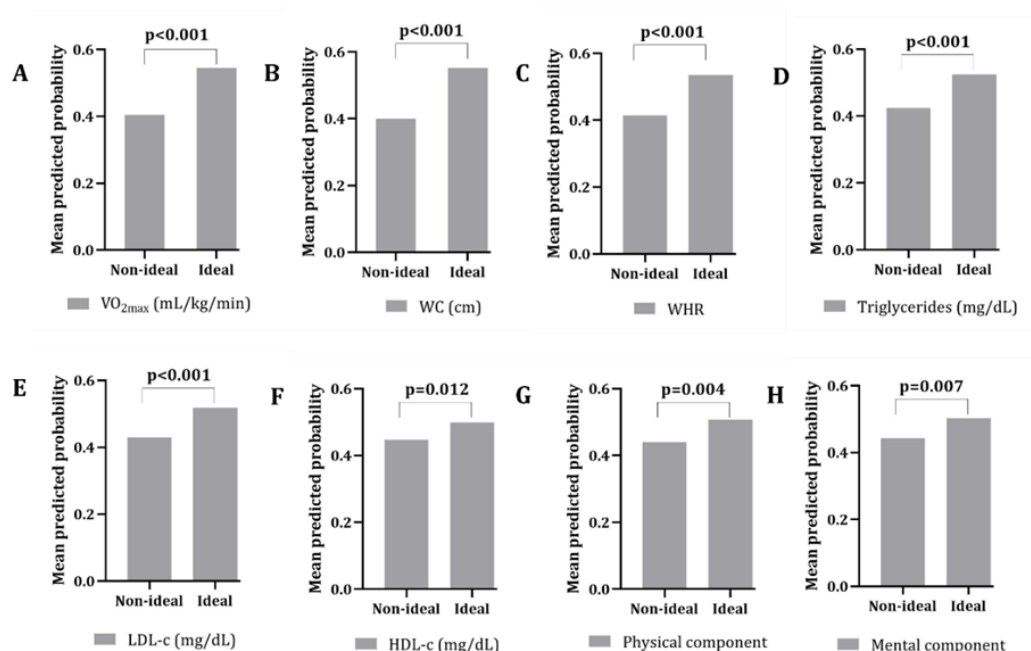 A
Mean predicted probability
0.6
0.4
0.2
0.0
p<0.001
Non-ideal Ideal
VO2max (mL/kg/min)
B
Mean predicted probability
0.6
0.4
0.2
0.0
p<0.001
Non-ideal Ideal
WC (cm)
C
Mean predicted probability
0.6
0.4
0.2
0.0
p<0.001
Non-ideal Ideal
WHR
D
Mean predicted probability
0.6
0.4
0.2
0.0
p<0.001
Non-ideal Ideal
Triglycerides (mg/dL)
E
Mean predicted probability
0.6
0.4
0.2
0.0
p<0.001
Non-ideal Ideal
LDL-c (mg/dL)
F
Mean predicted probability
0.6
0.4
0.2
0.0
p=0.012
Non-ideal Ideal
HDL-c (mg/dL)
G
Mean predicted probability
0.6
0.4
0.2
0.0
p=0.004
Non-ideal Ideal
Physical component
H
Mean predicted probability
0.6
0.4
0.2
0.0
p=0.007
Non-ideal Ideal
Mental component